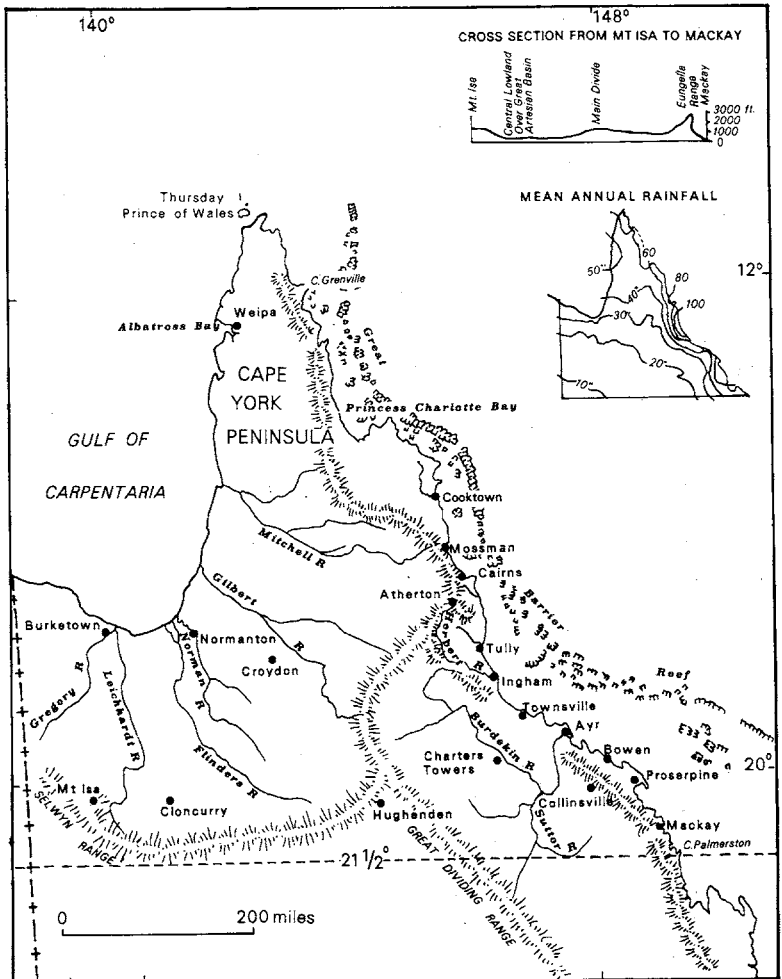 140°
148°
CROSS SECTION FROM MT ISA TO MACKAY
Mt. Isa
Central Lowland
Over Great
Artesian Basin
Main Divide
Eungella
Range
Mackay
3000 ft.
2000
1000
0
Thursday
Prince of Wales
MEAN ANNUAL RAINFALL
60
50"
80
40"
100
30"
20"
10"
12°
C. Grenville
Weipa
Albatross Bay
Great
CAPE
YORK
PENINSULA
Princess Charlotte Bay
GULF OF
CARPENTARIA
Cooktown
Mitchell R
Mossman
Cairns
Gilbert
R
Atherton
Barrier
Burketown
Normanton
Herbert R
Tully
Croydon
Ingham
Reef
Gregory R
Leichhardt R
Norman R
Townsville
Ayr
Burdekin R
Bowen
Flinders R
Charters
Towers
20°
Proserpine
Mt Isa
Cloncurry
Collinsville
Hughenden
Mackay
SELWYN
RANGE
Suttor R
C. Palmerston
21½°
GREAT
DIVIDING
RANGE
0
200 miles